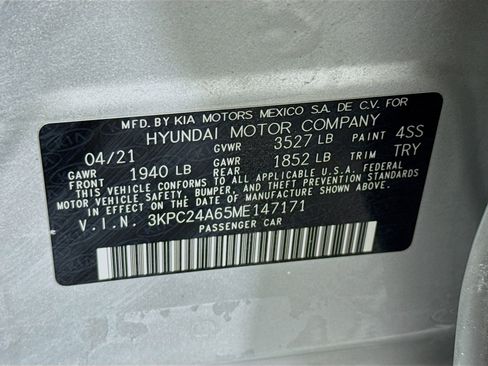 MFD. BY KIA MOTORS MEXICO S.A. DE C.V. FOR
HYUNDAI MOTOR COMPANY
04/21 GVWR 3527 LB PAINT 4SS
GAWR FRONT 1940 LB GAWR REAR 1852 LB TRIM TRY
THIS VEHICLE CONFORMS TO ALL APPLICABLE U.S.A. FEDERAL
MOTOR VEHICLE SAFETY, BUMPER, AND THEFT PREVENTION STANDARDS
IN EFFECT ON THE DATE OF MANUFACTURE SHOWN ABOVE.
V.I.N. 3KPC24A65ME147171
PASSENGER CAR